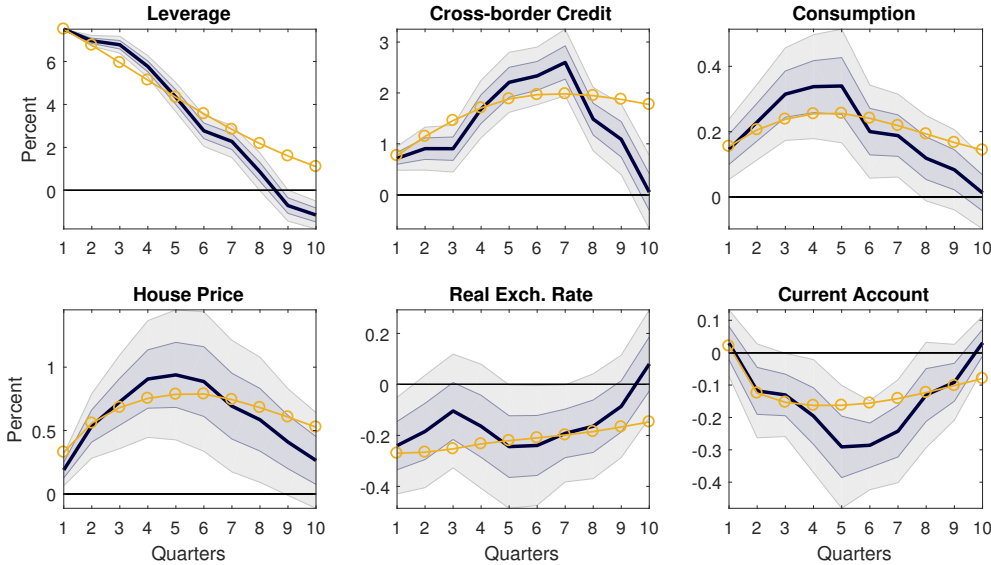 Leverage
Cross-border Credit
Consumption
Percent
6
4
2
0
1 2 3 4 5 6 7 8 9 10
3
2
1
0
1 2 3 4 5 6 7 8 9 10
0.4
0.2
0
1 2 3 4 5 6 7 8 9 10
House Price
Real Exch. Rate
Current Account
Percent
1
0.5
0
1 2 3 4 5 6 7 8 9 10
Quarters
0.2
0
-0.2
-0.4
1 2 3 4 5 6 7 8 9 10
Quarters
0.1
0
-0.1
-0.2
-0.3
-0.4
1 2 3 4 5 6 7 8 9 10
Quarters